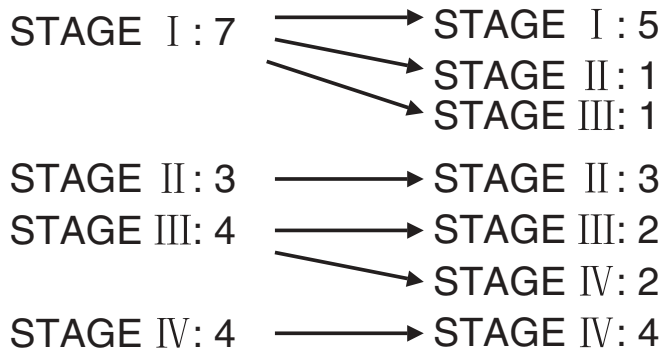 STAGE Ⅰ: 7 STAGE Ⅰ: 5
STAGE Ⅱ: 1
STAGE Ⅲ: 1
STAGE Ⅱ: 3 STAGE Ⅱ: 3
STAGE Ⅲ: 4 STAGE Ⅲ: 2
STAGE Ⅳ: 2
STAGE Ⅳ: 4 STAGE Ⅳ: 4